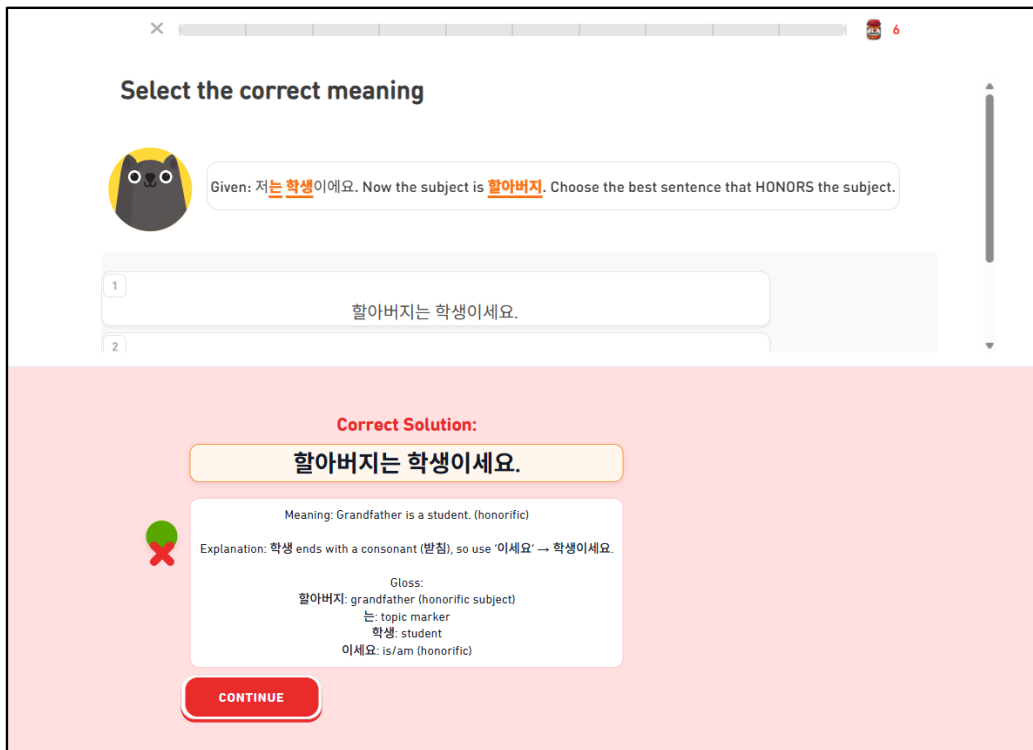 6
Select the correct meaning
Given: 저는 학생이에요. Now the subject is 할아버지. Choose the best sentence that HONORS the subject.
1
할아버지는 학생이세요.
2
Correct Solution:
할아버지는 학생이세요.
Meaning: Grandfather is a student. (honorific)
Explanation: 학생 ends with a consonant (받침), so use ‘이세요’ → 학생이세요.
Gloss:
할아버지: grandfather (honorific subject)
는: topic marker
학생: student
이세요: is/am (honorific)
CONTINUE